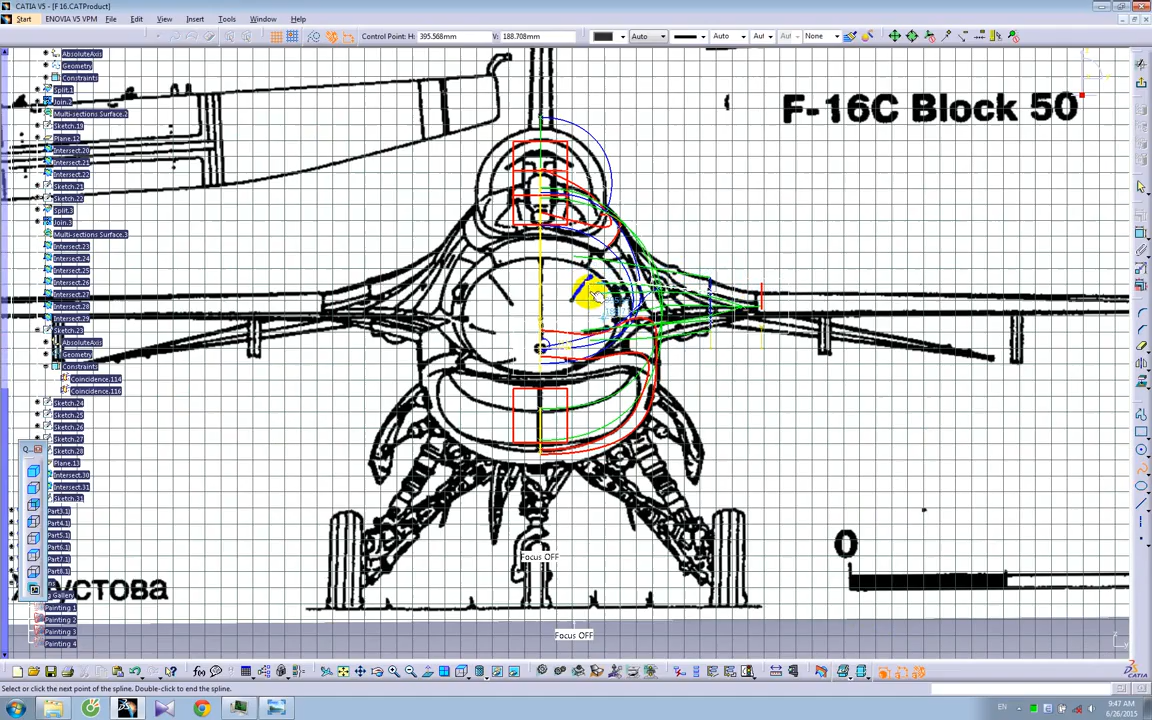 CATIA V5 - [F 16.CATProduct]
Start ENOVIA V5 VPM File Edit View Insert Tools Window Help
Control Point: H: 395.568mm V: 188.708mm Auto Auto Au Au None
AbsoluteAxis
Geometry
Constraints
Split.1
Join.2
Multi-sections Surface.2
Sketch.19
Plane.12
Intersect.20
Intersect.21
Intersect.22
Sketch.21
Sketch.22
Split.3
Join.3
Multi-sections Surface.3
Intersect.23
Intersect.24
Intersect.25
Intersect.26
Intersect.27
Intersect.28
Intersect.29
Sketch.23
AbsoluteAxis
Geometry
Constraints
Coincidence.114
Coincidence.116
Sketch.24
Sketch.25
Sketch.26
Sketch.27
Sketch.28
Plane.13
Intersect.30
Intersect.31
Sketch.31
Part3.1)
Part4.1)
Part5.1)
Part6.1)
Part7.1)
Part8.1)
Gallery
Painting 1
Painting 2
Painting 3
Painting 4
Q...
F-16C Block 50
0
Focus OFF
Focus OFF
устова
CATIA
Select or click the next point of the spline. Double-click to end the spline.
EN
9:47 AM
6/26/2015